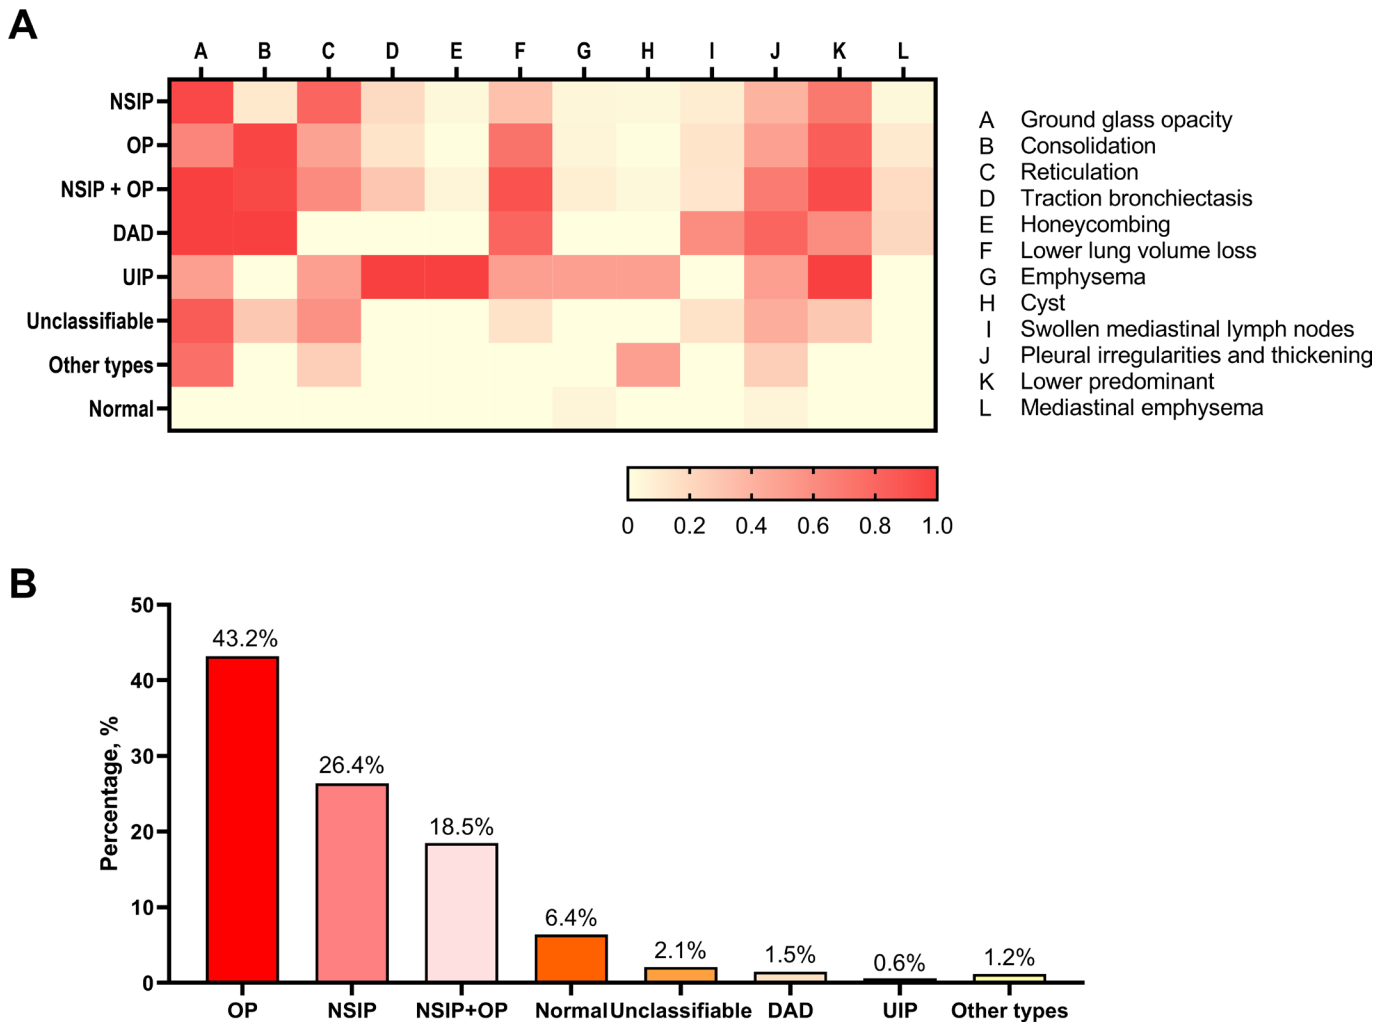 A
A B C D E F G H I J K L
NSIP
OP
NSIP + OP
DAD
UIP
Unclassifiable
Other types
Normal
A Ground glass opacity
B Consolidation
C Reticulation
D Traction bronchiectasis
E Honeycombing
F Lower lung volume loss
G Emphysema
H Cyst
I Swollen mediastinal lymph nodes
J Pleural irregularities and thickening
K Lower predominant
L Mediastinal emphysema
0 0.2 0.4 0.6 0.8 1.0
B
Percentage, %
50
40
30
20
10
0
43.2%
26.4%
18.5%
6.4%
2.1%
1.5%
0.6%
1.2%
OP NSIP NSIP+OP Normal Unclassifiable DAD UIP Other types